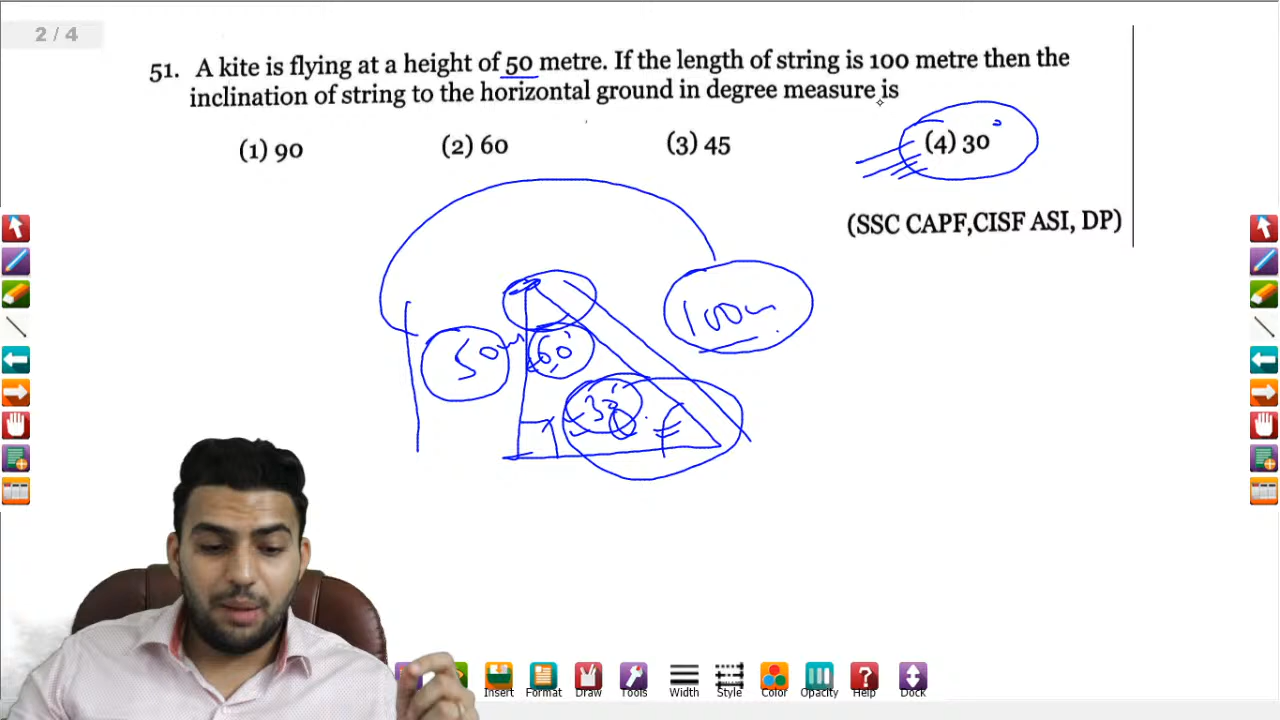 2 / 4
51. A kite is flying at a height of 50 metre. If the length of string is 100 metre then the
inclination of string to the horizontal ground in degree measure is
(1) 90 (2) 60 (3) 45 (4) 30°
(SSC CAPF,CISF ASI, DP)
100m
50m 60°
30°
Insert Format Draw Tools Width Style Color Opacity Help Dock